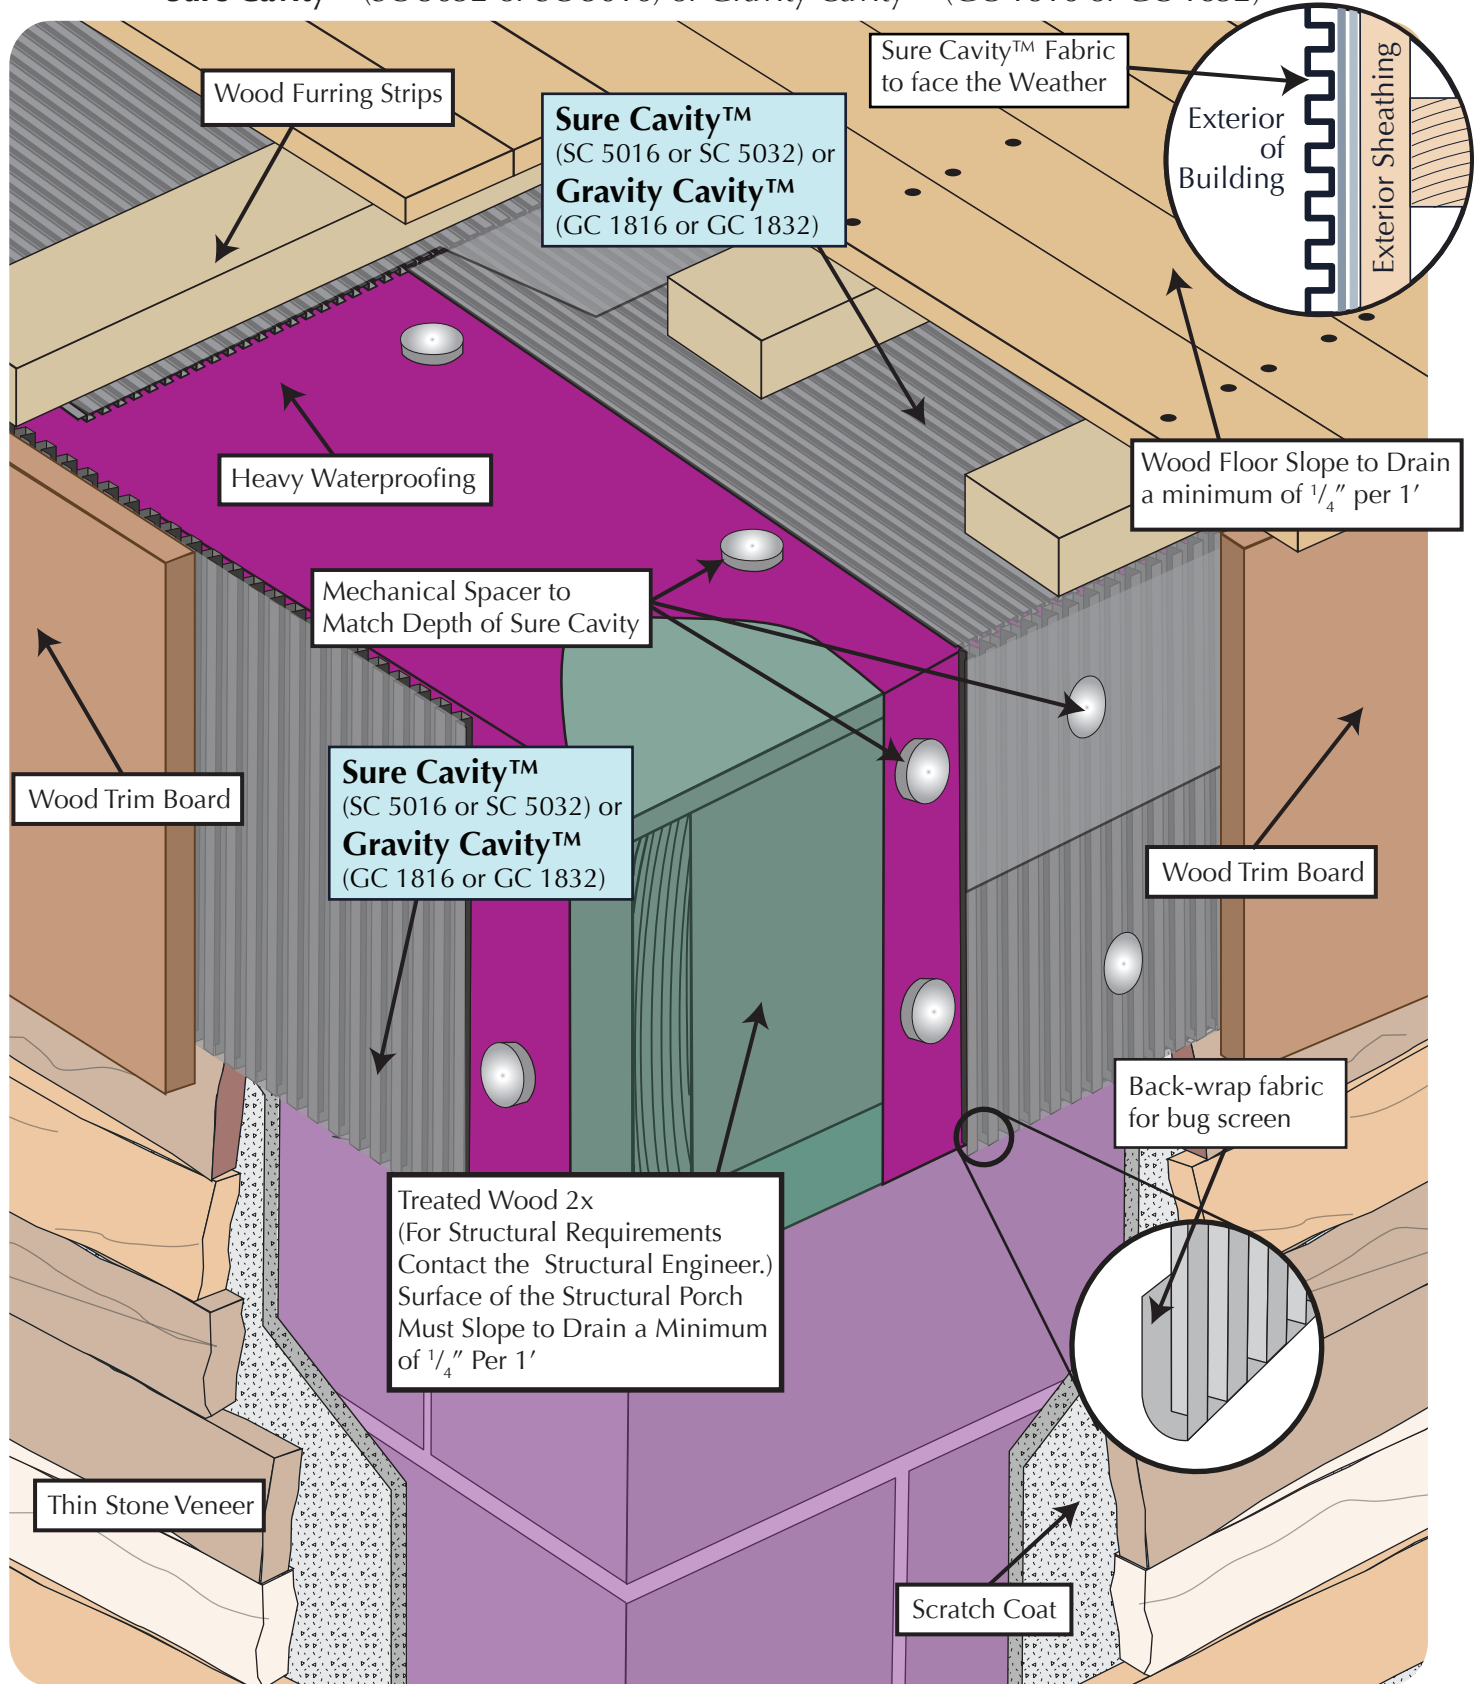 Wood Furring Strips
Sure Cavity™
(SC 5016 or SC 5032) or
Gravity Cavity™
(GC 1816 or GC 1832)
Sure Cavity™ Fabric
to face the Weather
Exterior
of
Building
Exterior Sheathing
Heavy Waterproofing
Wood Floor Slope to Drain
a minimum of 1/4″ per 1′
Mechanical Spacer to
Match Depth of Sure Cavity
Wood Trim Board
Sure Cavity™
(SC 5016 or SC 5032) or
Gravity Cavity™
(GC 1816 or GC 1832)
Wood Trim Board
Back-wrap fabric
for bug screen
Treated Wood 2x
(For Structural Requirements
Contact the Structural Engineer.)
Surface of the Structural Porch
Must Slope to Drain a Minimum
of 1/4″ Per 1′
Thin Stone Veneer
Scratch Coat